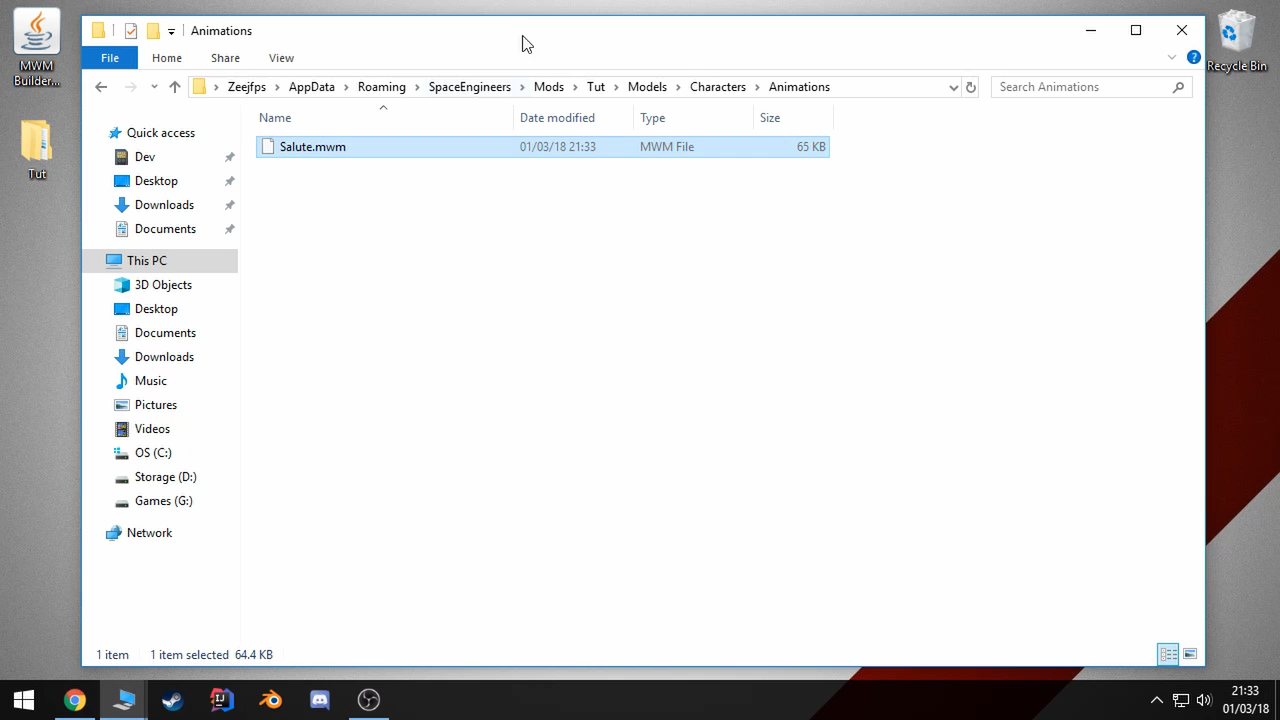 MWM
Builder...
Tut
Recycle Bin
Animations
File Home Share View
Zeejfps AppData Roaming SpaceEngineers Mods Tut Models Characters Animations
Search Animations
Name Date modified Type Size
Salute.mwm 01/03/18 21:33 MWM File 65 KB
Quick access
Dev
Desktop
Downloads
Documents
This PC
3D Objects
Desktop
Documents
Downloads
Music
Pictures
Videos
OS (C:)
Storage (D:)
Games (G:)
Network
1 item 1 item selected 64.4 KB
21:33
01/03/18